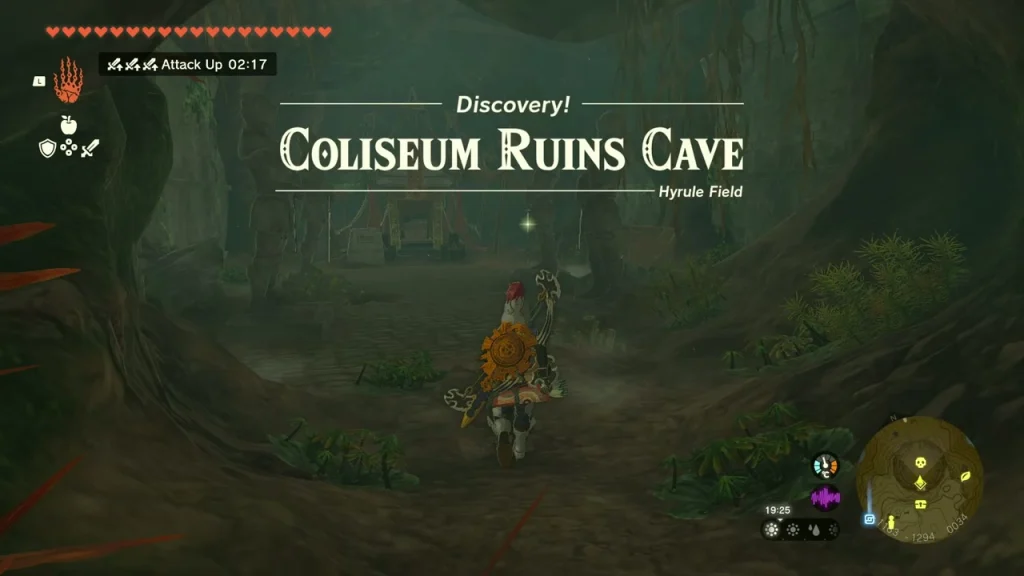 L
Attack Up 02:17
Discovery!
COLISEUM RUINS CAVE
Hyrule Field
19:25